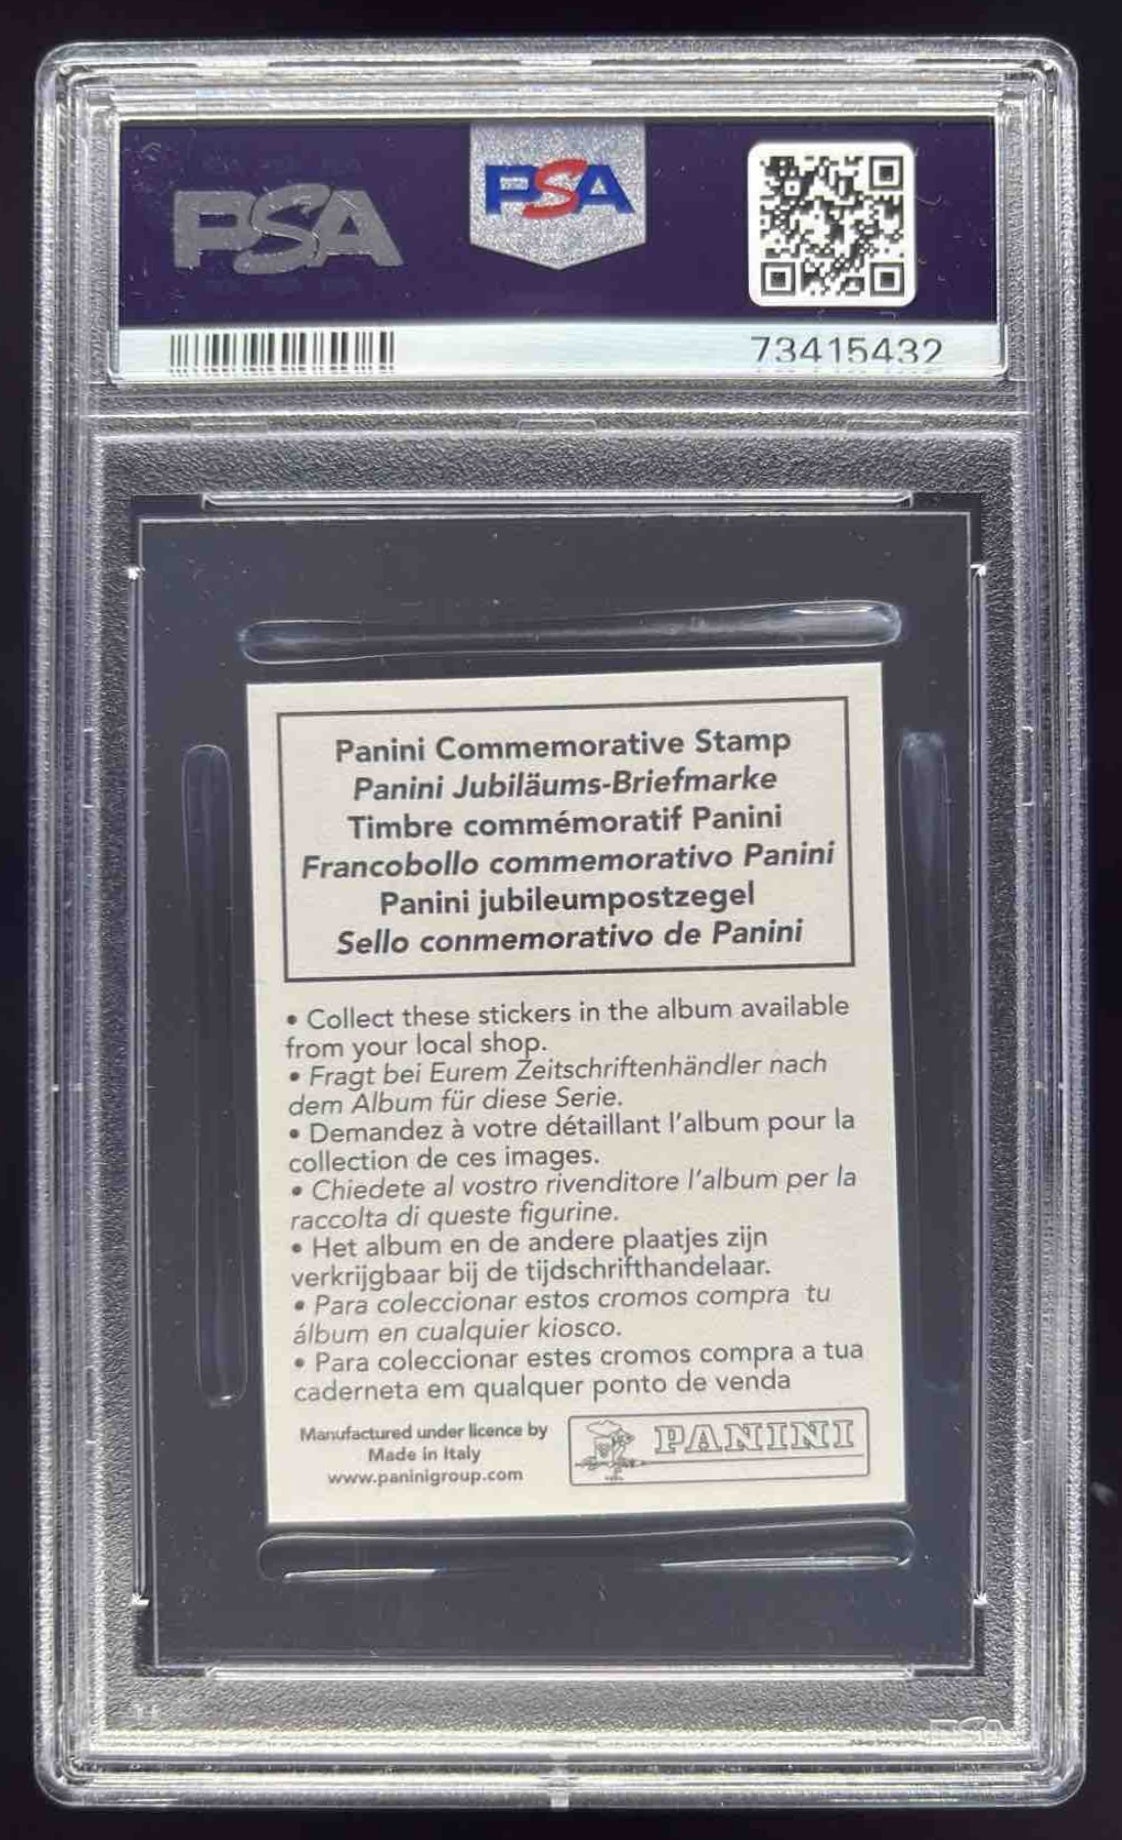 PSA
PSA
73415432
Panini Commemorative Stamp
Panini Jubiläums-Briefmarke
Timbre commémoratif Panini
Francobollo commemorativo Panini
Panini jubileumpostzegel
Sello conmemorativo de Panini
• Collect these stickers in the album available
from your local shop.
• Fragt bei Eurem Zeitschriftenhändler nach
dem Album für diese Serie.
• Demandez à votre détaillant l'album pour la
collection de ces images.
• Chiedete al vostro rivenditore l'album per la
raccolta di queste figurine.
• Het album en de andere plaatjes zijn
verkrijgbaar bij de tijdschrifthandelaar.
• Para coleccionar estos cromos compra tu
álbum en cualquier kiosco.
• Para coleccionar estes cromos compra a tua
caderneta em qualquer ponto de venda
Manufactured under licence by
Made in Italy
www.paninigroup.com
PANINI
PSA